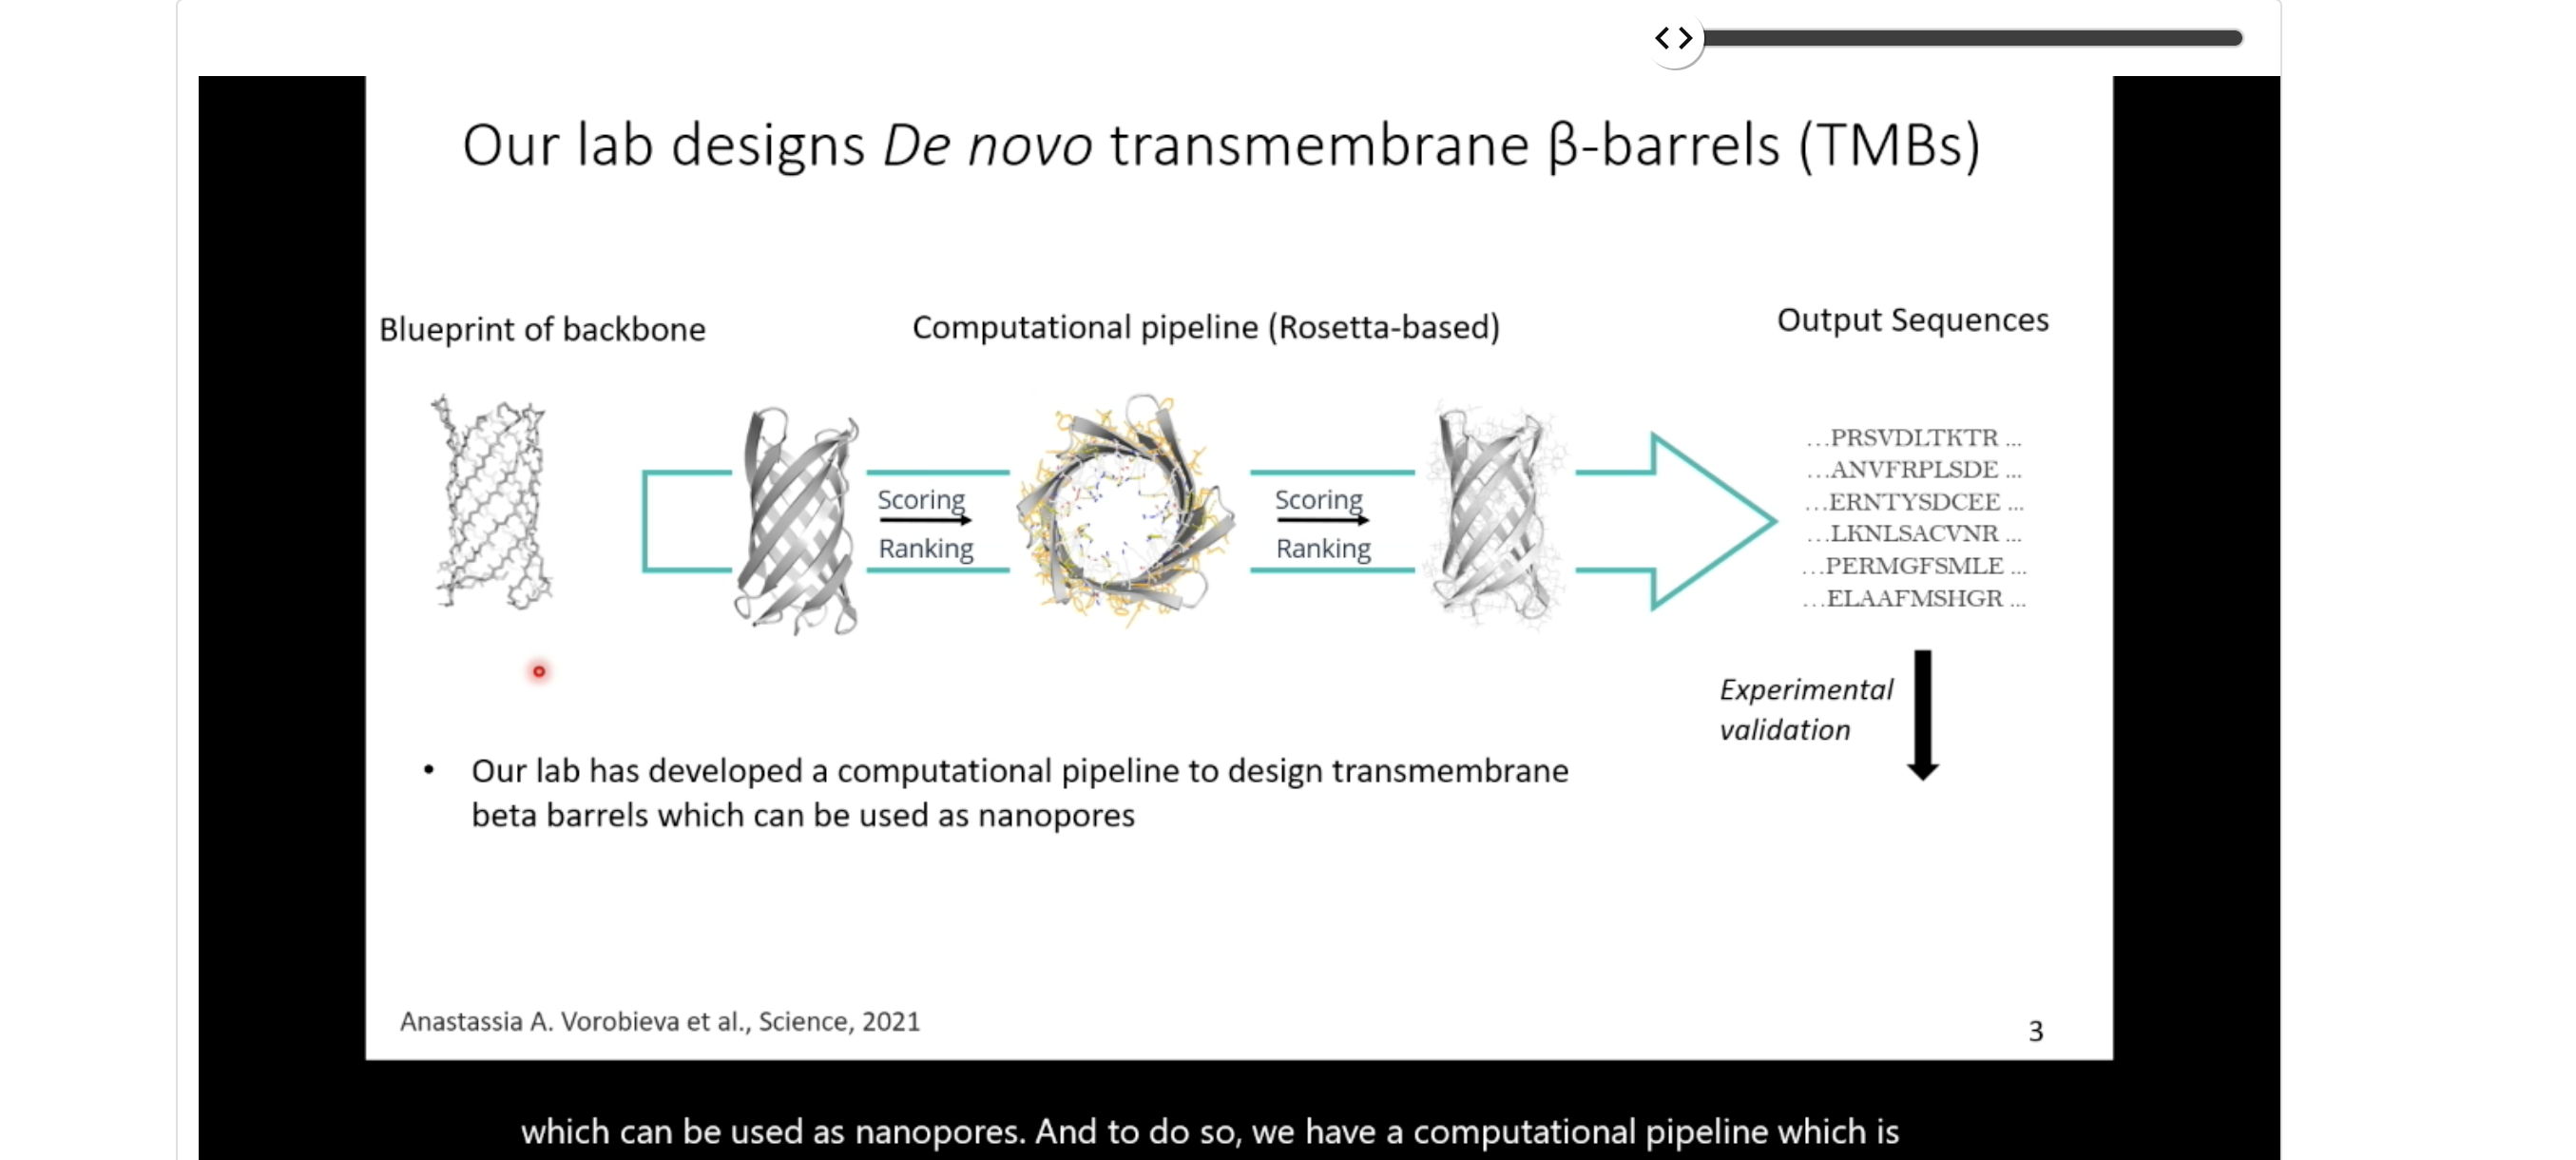 Our lab designs De novo transmembrane β-barrels (TMBs)
Blueprint of backbone
Computational pipeline (Rosetta-based)
Output Sequences
Scoring
Ranking
Scoring
Ranking
...PRSVDLTKTR ...
...ANVFRPLSDE ...
...ERNTYSDCEE ...
...LKNLSACVNR ...
...PERMGFSMLE ...
...ELAAFMSHGR ...
Experimental
validation
• Our lab has developed a computational pipeline to design transmembrane
beta barrels which can be used as nanopores
Anastassia A. Vorobieva et al., Science, 2021
3
which can be used as nanopores. And to do so, we have a computational pipeline which is